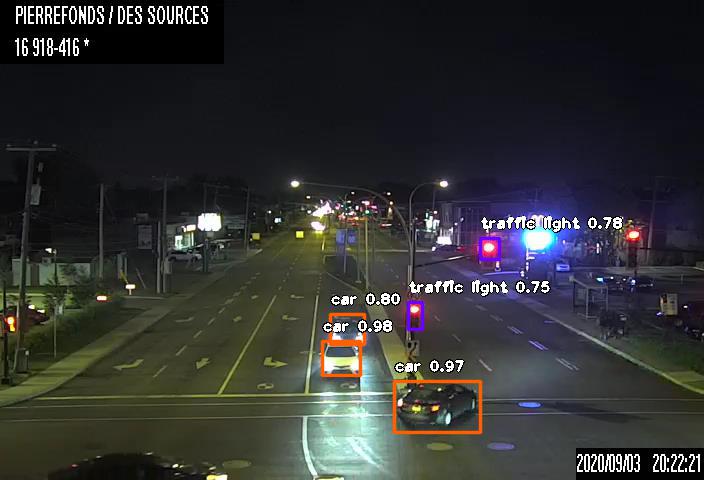 PIERREFONDS / DES SOURCES
16 918-416 *
traffic light 0.78
traffic light 0.75
car 0.80
car 0.98
car 0.97
2020/09/03 20:22:21